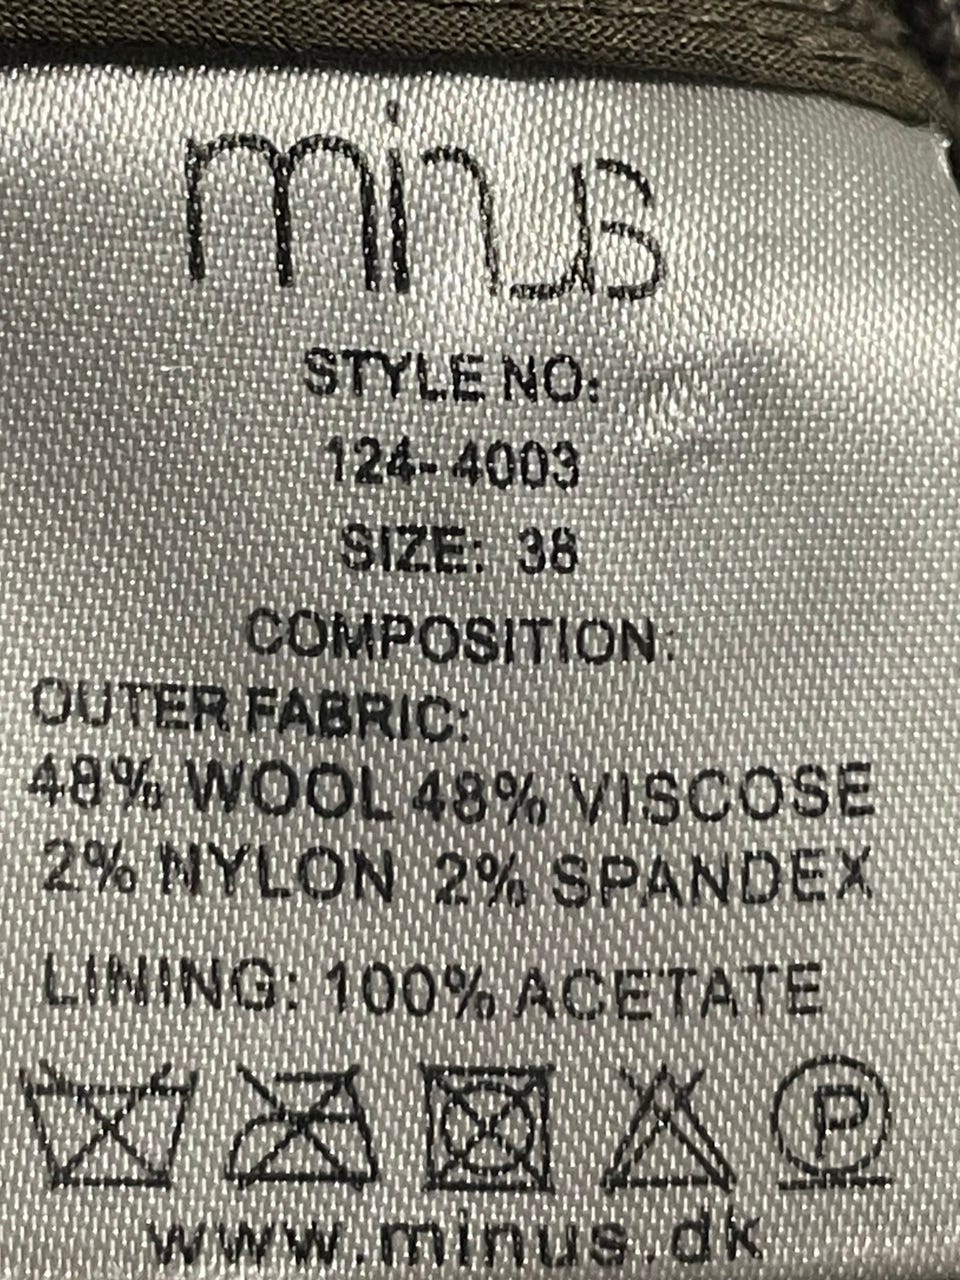 minus
STYLE NO:
124-4003
SIZE: 38
COMPOSITION:
OUTER FABRIC:
48% WOOL 48% VISCOSE
2% NYLON 2% SPANDEX
LINING: 100% ACETATE
P
www.minus.dk